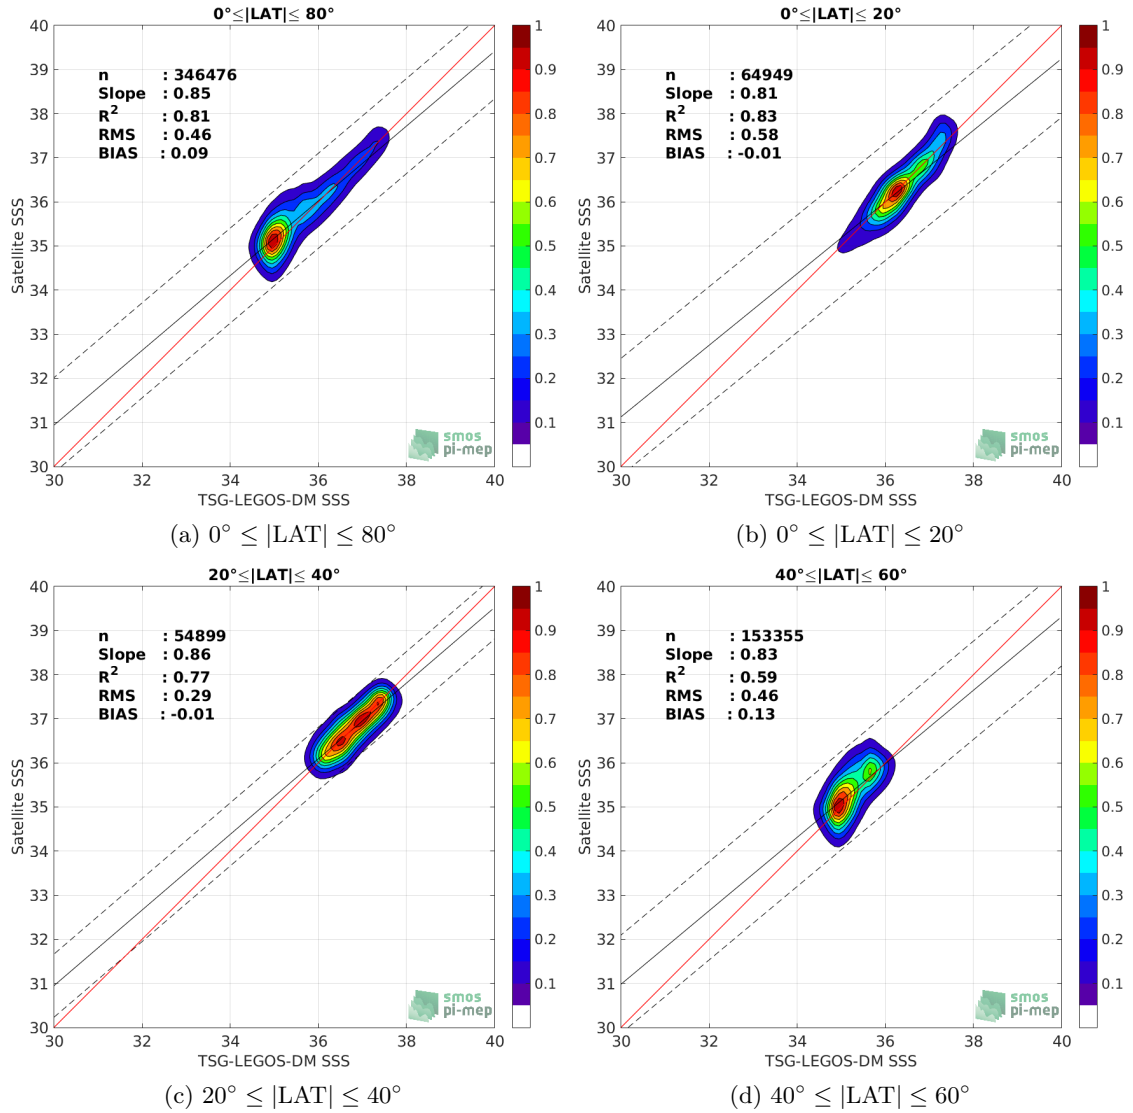 0°≤|LAT|≤ 80°
40
39
38
37
36
35
34
33
32
31
30
Satellite SSS
n : 346476
Slope : 0.85
R² : 0.81
RMS : 0.46
BIAS : 0.09
smos
pi-mep
30 32 34 36 38 40
TSG-LEGOS-DM SSS
1
0.9
0.8
0.7
0.6
0.5
0.4
0.3
0.2
0.1
(a) 0° ≤ |LAT| ≤ 80°
0°≤|LAT|≤ 20°
40
39
38
37
36
35
34
33
32
31
30
Satellite SSS
n : 64949
Slope : 0.81
R² : 0.83
RMS : 0.58
BIAS : -0.01
smos
pi-mep
30 32 34 36 38 40
TSG-LEGOS-DM SSS
1
0.9
0.8
0.7
0.6
0.5
0.4
0.3
0.2
0.1
(b) 0° ≤ |LAT| ≤ 20°
20°≤|LAT|≤ 40°
40
39
38
37
36
35
34
33
32
31
30
Satellite SSS
n : 54899
Slope : 0.86
R² : 0.77
RMS : 0.29
BIAS : -0.01
smos
pi-mep
30 32 34 36 38 40
TSG-LEGOS-DM SSS
1
0.9
0.8
0.7
0.6
0.5
0.4
0.3
0.2
0.1
(c) 20° ≤ |LAT| ≤ 40°
40°≤|LAT|≤ 60°
40
39
38
37
36
35
34
33
32
31
30
Satellite SSS
n : 153355
Slope : 0.83
R² : 0.59
RMS : 0.46
BIAS : 0.13
smos
pi-mep
30 32 34 36 38 40
TSG-LEGOS-DM SSS
1
0.9
0.8
0.7
0.6
0.5
0.4
0.3
0.2
0.1
(d) 40° ≤ |LAT| ≤ 60°